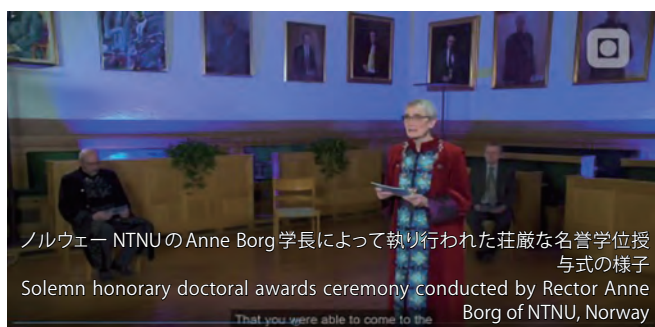 ノルウェー NTNUのAnne Borg学長によって執り行われた荘厳な名誉学位授
与式の様子
Solemn honorary doctoral awards ceremony conducted by Rector Anne
Borg of NTNU, Norway
That you were able to come to the